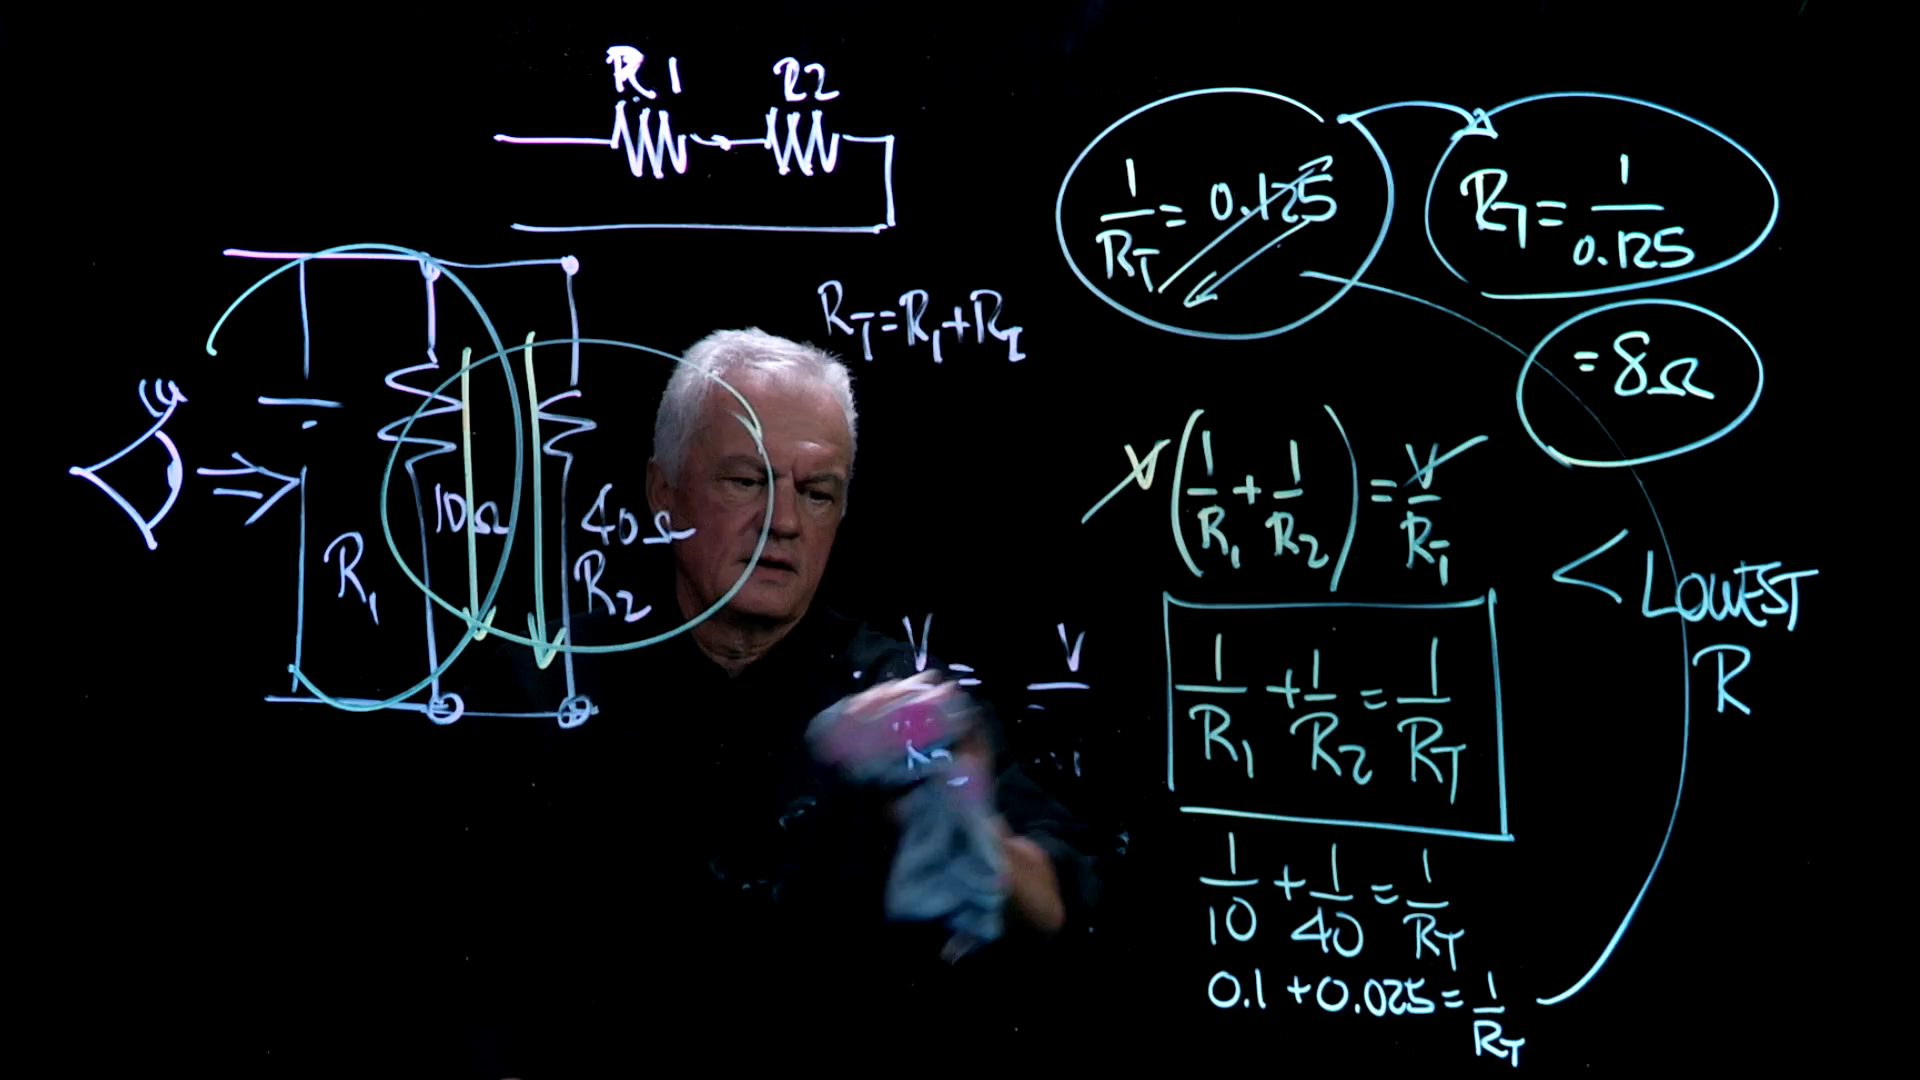 R1 R2
RT = R1 + R2
10Ω
40Ω
R1
R2
V = V
1/RT = 0.125
RT = 1/0.125
= 8Ω
V(1/R1 + 1/R2) = V/RT
< LOWEST
R
1/R1 + 1/R2 = 1/RT
1/10 + 1/40 = 1/RT
0.1 + 0.025 = 1/RT